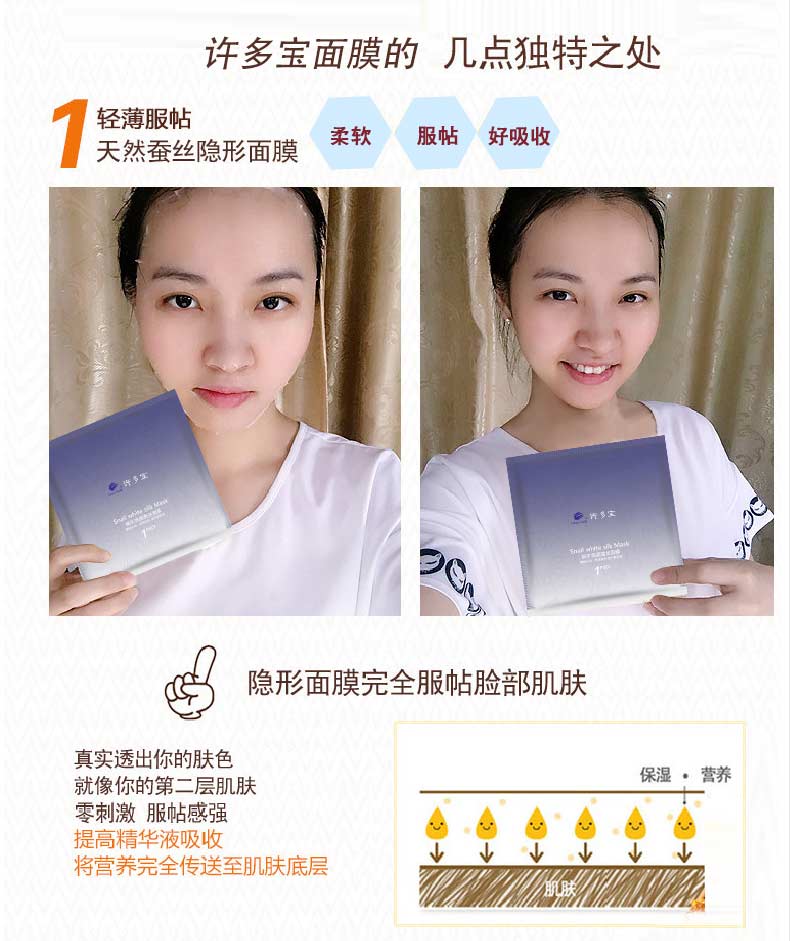 许多宝面膜的 几点独特之处
1
轻薄服帖
天然蚕丝隐形面膜
柔软
服帖
好吸收
许多宝
Snail white silk Mask
1
许多宝
Snail white silk Mask
1
隐形面膜完全服帖脸部肌肤
真实透出你的肤色
就像你的第二层肌肤
零刺激 服帖感强
提高精华液吸收
将营养完全传送至肌肤底层
保湿 · 营养
肌肤